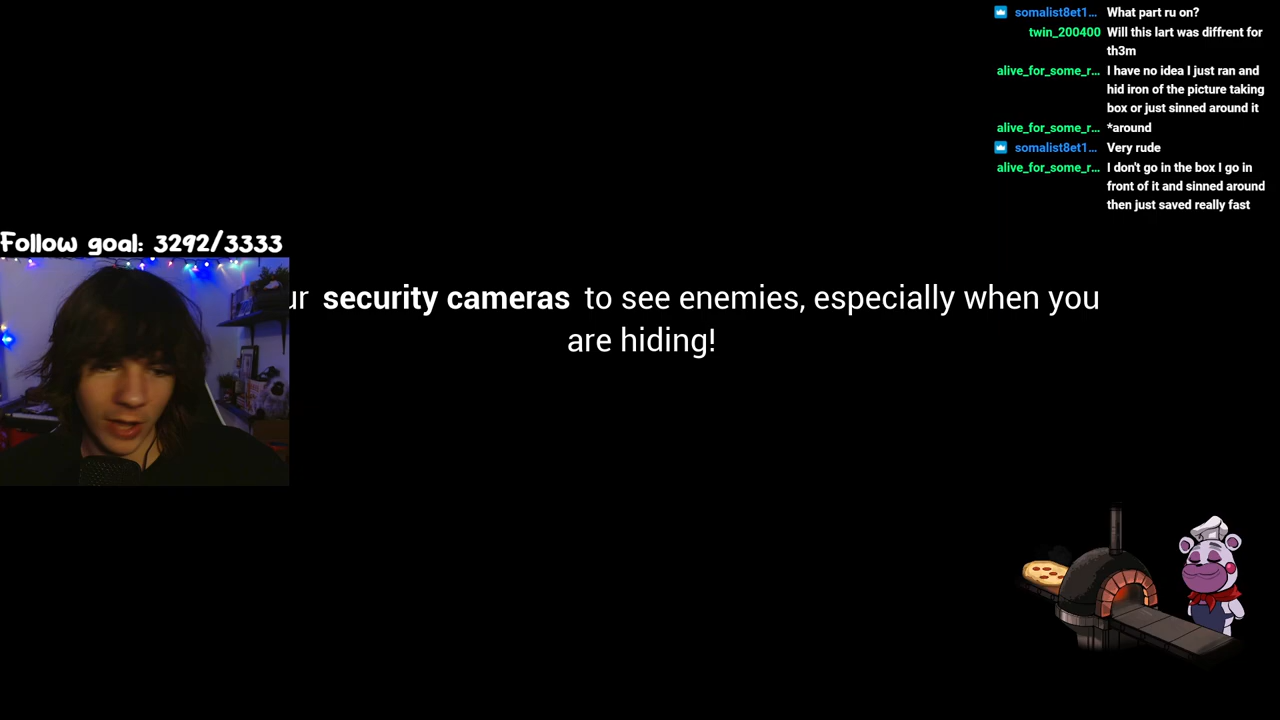 somalist8et1... What part ru on?
twin_200400 Will this lart was diffrent for
th3m
alive_for_some_r... I have no idea I just ran and
hid iron of the picture taking
box or just sinned around it
alive_for_some_r... *around
somalist8et1... Very rude
alive_for_some_r... I don't go in the box I go in
front of it and sinned around
then just saved really fast
Follow goal: 3292/3333
ur security cameras to see enemies, especially when you
are hiding!